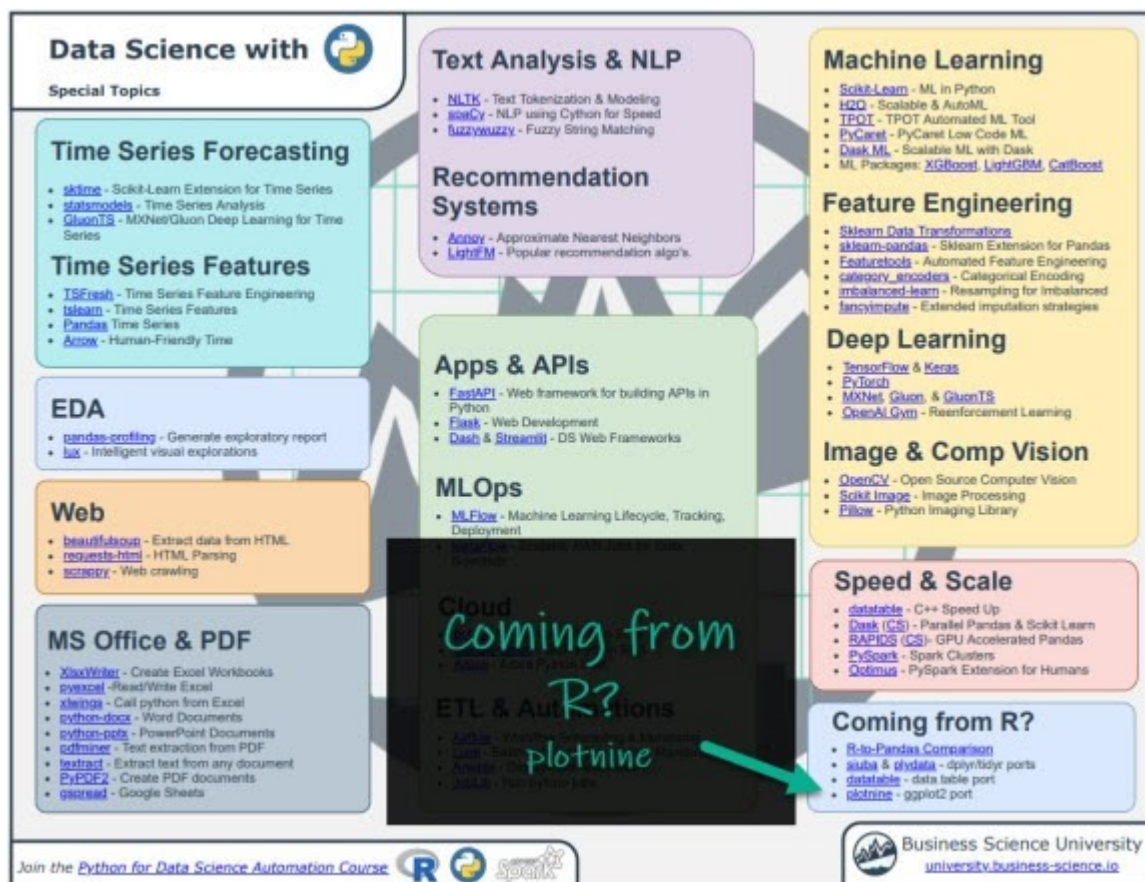 Data Science with
Special Topics
Time Series Forecasting
sktime - Scikit-Learn Extension for Time Series
statsmodels - Time Series Analysis
GluonTS - MXNet/Gluon Deep Learning for Time
Series
Time Series Features
TSFresh - Time Series Feature Engineering
tslearn - Time Series Features
Pandas Time Series
Arrow - Human-Friendly Time
EDA
pandas-profiling - Generate exploratory report
lux - Intelligent visual explorations
Web
beautifulsoup - Extract data from HTML
requests-html - HTML Parsing
scrappy - Web crawling
MS Office & PDF
XlsxWriter - Create Excel Workbooks
pyexcel -Read/Write Excel
xlwings - Call python from Excel
python-docx - Word Documents
python-pptx - PowerPoint Documents
pdfminer - Text extraction from PDF
textract - Extract text from any document
PyPDF2 - Create PDF documents
gspread - Google Sheets
Text Analysis & NLP
NLTK - Text Tokenization & Modeling
spaCy - NLP using Cython for Speed
fuzzywuzzy - Fuzzy String Matching
Recommendation
Systems
Annoy - Approximate Nearest Neighbors
LightFM - Popular recommendation algo's.
Apps & APIs
FastAPI - Web framework for building APIs in
Python
Flask - Web Development
Dash & Streamlit - DS Web Frameworks
MLOps
MLFlow - Machine Learning Lifecycle, Tracking,
Deployment
Cloud
Coming from
R?
ETL & Automations
plotnine
Machine Learning
Scikit-Learn - ML in Python
H2O - Scalable & AutoML
TPOT - TPOT Automated ML Tool
PyCaret - PyCaret Low Code ML
Dask ML - Scalable ML with Dask
ML Packages: XGBoost, LightGBM, CatBoost
Feature Engineering
Sklearn Data Transformations
sklearn-pandas - Sklearn Extension for Pandas
Featuretools - Automated Feature Engineering
category_encoders - Categorical Encoding
imbalanced-learn - Resampling for Imbalanced
fancyimpute - Extended imputation strategies
Deep Learning
TensorFlow & Keras
PyTorch
MXNet, Gluon, & GluonTS
OpenAI Gym - Reenforcement Learning
Image & Comp Vision
OpenCV - Open Source Computer Vision
Scikit Image - Image Processing
Pillow - Python Imaging Library
Speed & Scale
datatable - C++ Speed Up
Dask (CS) - Parallel Pandas & Scikit Learn
RAPIDS (CS)- GPU Accelerated Pandas
PySpark - Spark Clusters
Optimus - PySpark Extension for Humans
Coming from R?
R-to-Pandas Comparison
siuba & plydata - dplyr/tidyr ports
datatable - data.table port
plotnine - ggplot2 port
Join the Python for Data Science Automation Course
R
Spark
Business Science University
university.business-science.io